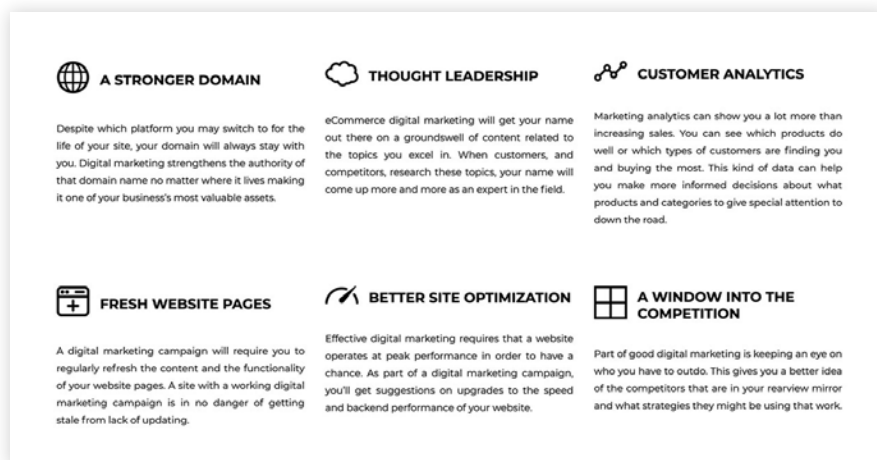 A STRONGER DOMAIN
Despite which platform you may switch to for the
life of your site, your domain will always stay with
you. Digital marketing strengthens the authority of
that domain name no matter where it lives making
it one of your business's most valuable assets.
THOUGHT LEADERSHIP
eCommerce digital marketing will get your name
out there on a groundswell of content related to
the topics you excel in. When customers, and
competitors, research these topics, your name will
come up more and more as an expert in the field.
CUSTOMER ANALYTICS
Marketing analytics can show you a lot more than
increasing sales. You can see which products do
well or which types of customers are finding you
and buying the most. This kind of data can help
you make more informed decisions about what
products and categories to give special attention to
down the road.
FRESH WEBSITE PAGES
A digital marketing campaign will require you to
regularly refresh the content and the functionality
of your website pages. A site with a working digital
marketing campaign is in no danger of getting
stale from lack of updating.
BETTER SITE OPTIMIZATION
Effective digital marketing requires that a website
operates at peak performance in order to have a
chance. As part of a digital marketing campaign,
you'll get suggestions on upgrades to the speed
and backend performance of your website.
A WINDOW INTO THE
COMPETITION
Part of good digital marketing is keeping an eye on
who you have to outdo. This gives you a better idea
of the competitors that are in your rearview mirror
and what strategies they might be using that work.